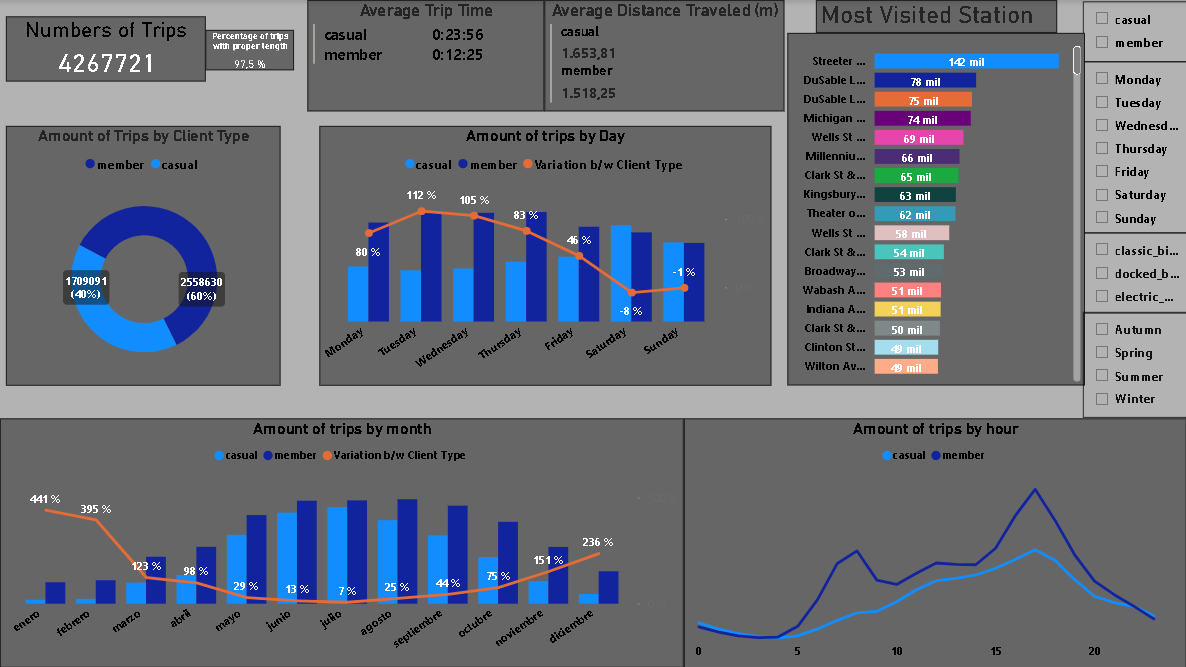 Numbers of Trips
4267721
Percentage of trips
with proper length
97,5 %
Average Trip Time
casual 0:23:56
member 0:12:25
Average Distance Traveled (m)
casual
1.653,81
member
1.518,25
Most Visited Station
Streeter ... 142 mil
DuSable L... 78 mil
DuSable L... 75 mil
Michigan ... 74 mil
Wells St ... 69 mil
Millenniu... 66 mil
Clark St &... 65 mil
Kingsbury... 63 mil
Theater o... 62 mil
Wells St ... 58 mil
Clark St &... 54 mil
Broadway... 53 mil
Wabash A... 51 mil
Indiana A... 51 mil
Clark St &... 50 mil
Clinton St... 49 mil
Wilton Av... 49 mil
casual
member
Monday
Tuesday
Wednesd...
Thursday
Friday
Saturday
Sunday
classic_bi...
docked_b...
electric_...
Autumn
Spring
Summer
Winter
Amount of Trips by Client Type
member casual
1709091
(40%)
2558630
(60%)
Amount of trips by Day
casual member Variation b/w Client Type
80 %
112 %
105 %
83 %
46 %
-8 %
-1 %
Monday
Tuesday
Wednesday
Thursday
Friday
Saturday
Sunday
Amount of trips by month
casual member Variation b/w Client Type
441 %
395 %
123 %
98 %
29 %
13 %
7 %
25 %
44 %
75 %
151 %
236 %
enero
febrero
marzo
abril
mayo
junio
julio
agosto
septiembre
octubre
noviembre
diciembre
Amount of trips by hour
casual member
0 5 10 15 20